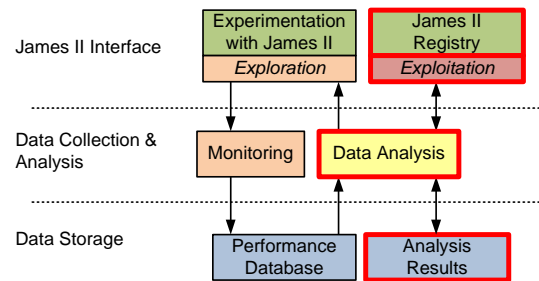 James II Interface
Experimentation
with James II
Exploration
James II
Registry
Exploitation
Data Collection &
Analysis
Monitoring
Data Analysis
Data Storage
Performance
Database
Analysis
Results